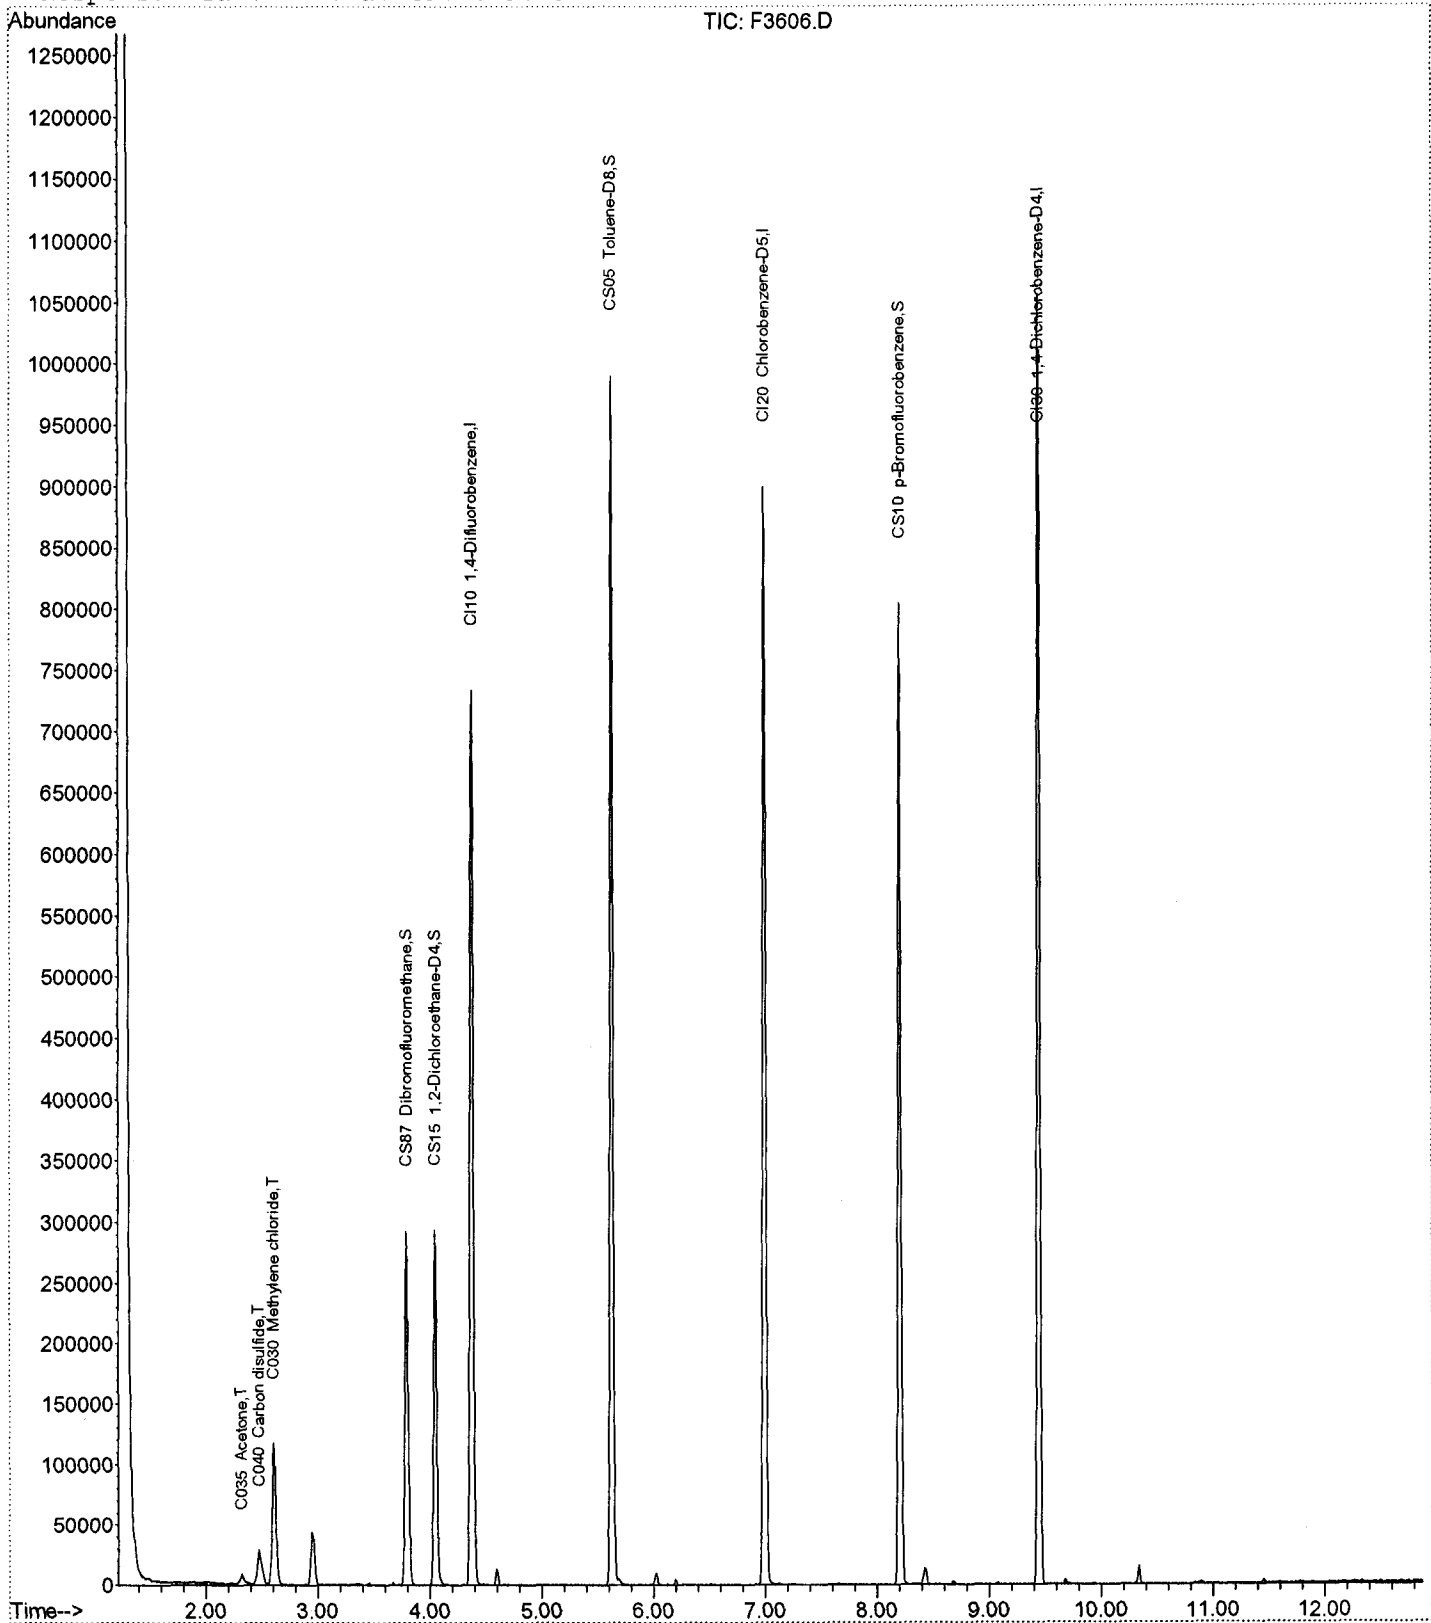 Abundance
TIC: F3606.D
1250000
1200000
1150000
1100000
1050000
1000000
950000
900000
850000
800000
750000
700000
650000
600000
550000
500000
450000
400000
350000
300000
250000
200000
150000
100000
50000
0
C035 Acetone,T
C040 Carbon disulfide,T
C030 Methylene chloride,T
CS87 Dibromofluoromethane,S
CS15 1,2-Dichloroethane-D4,S
CI10 1,4-Difluorobenzene,I
CS05 Toluene-D8,S
CI20 Chlorobenzene-D5,I
CS10 p-Bromofluorobenzene,S
CI30 1,4-Dichlorobenzene-D4,I
Time-->
2.00 3.00 4.00 5.00 6.00 7.00 8.00 9.00 10.00 11.00 12.00